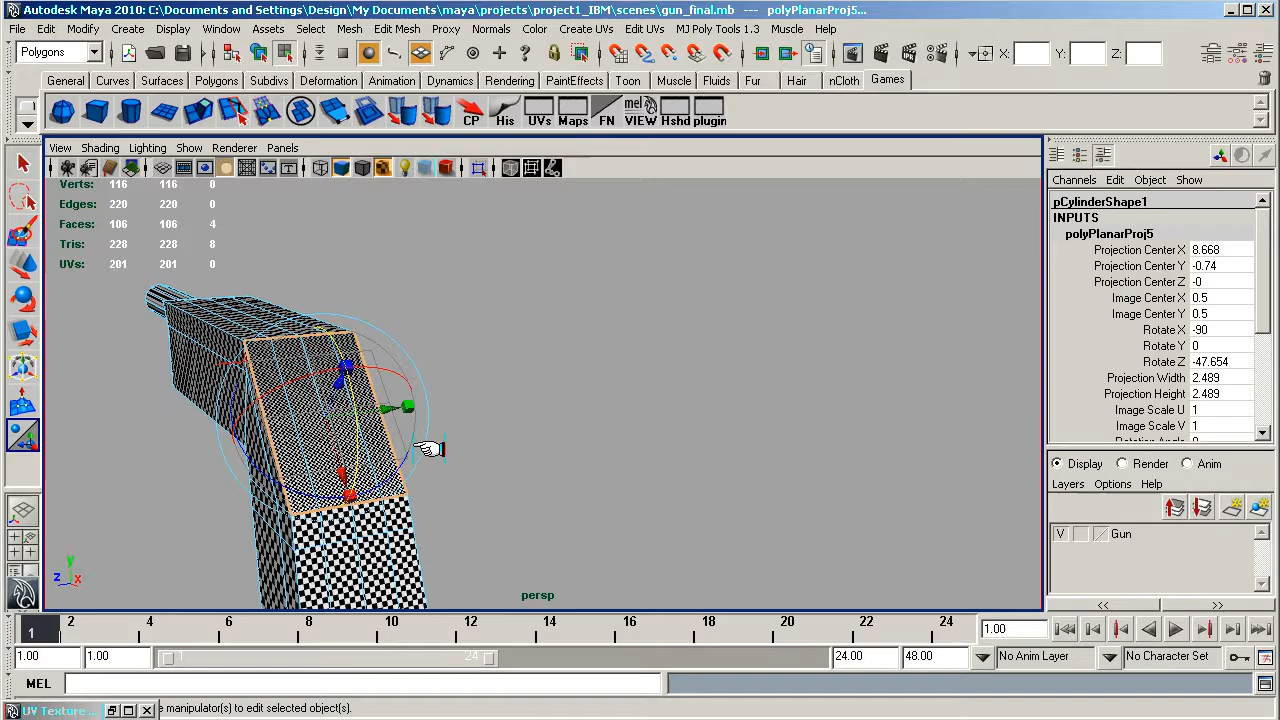 Autodesk Maya 2010: C:\Documents and Settings\Design\My Documents\maya\projects\project1_IBM\scenes\gun_final.mb --- polyPlanarProj5...
File Edit Modify Create Display Window Assets Select Mesh Edit Mesh Proxy Normals Color Create UVs Edit UVs MJ Poly Tools 1.3 Muscle Help
Polygons X: Y: Z:
General Curves Surfaces Polygons Subdivs Deformation Animation Dynamics Rendering PaintEffects Toon Muscle Fluids Fur Hair nCloth Games
CP His UVs Maps FN mel VIEW Hshd plugin
View Shading Lighting Show Renderer Panels
Verts: 116 116 0
Edges: 220 220 0
Faces: 106 106 4
Tris: 228 228 8
UVs: 201 201 0
y
z x
persp
Channels Edit Object Show
pCylinderShape1
INPUTS
polyPlanarProj5
Projection Center X 8.668
Projection Center Y -0.74
Projection Center Z -0
Image Center X 0.5
Image Center Y 0.5
Rotate X -90
Rotate Y 0
Rotate Z -47.654
Projection Width 2.489
Projection Height 2.489
Image Scale U 1
Image Scale V 1
Display Render Anim
Layers Options Help
V Gun
<< >>
1 2 4 6 8 10 12 14 16 18 20 22 24 1.00
1.00 1.00 1 24 24.00 48.00 No Anim Layer No Character Set
MEL
UV Texture ... e manipulator(s) to edit selected object(s).